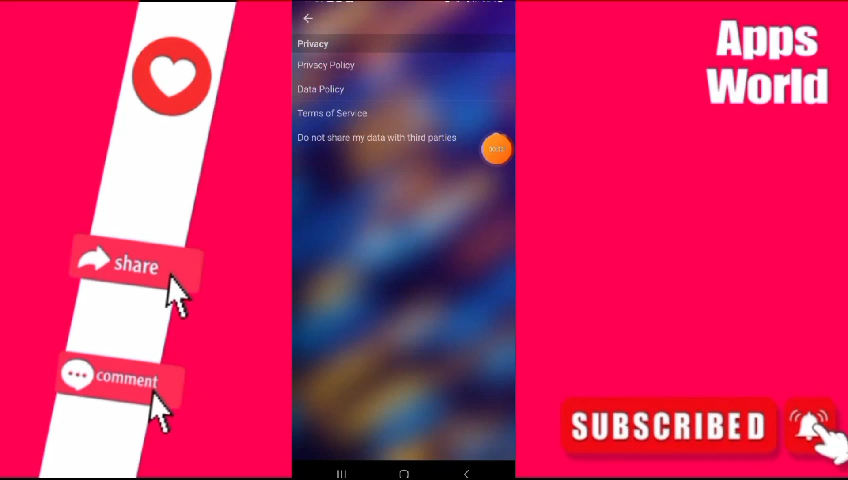 Apps
World
Privacy
Privacy Policy
Data Policy
Terms of Service
Do not share my data with third parties
share
comment
SUBSCRIBED